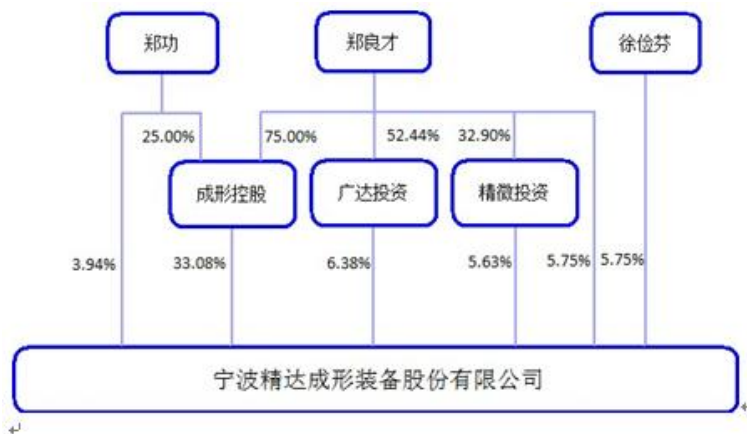 郑功
郑良才
徐俭芬
25.00%
75.00%
52.44%
32.90%
成形控股
广达投资
精微投资
3.94%
33.08%
6.38%
5.63%
5.75%
5.75%
宁波精达成形装备股份有限公司